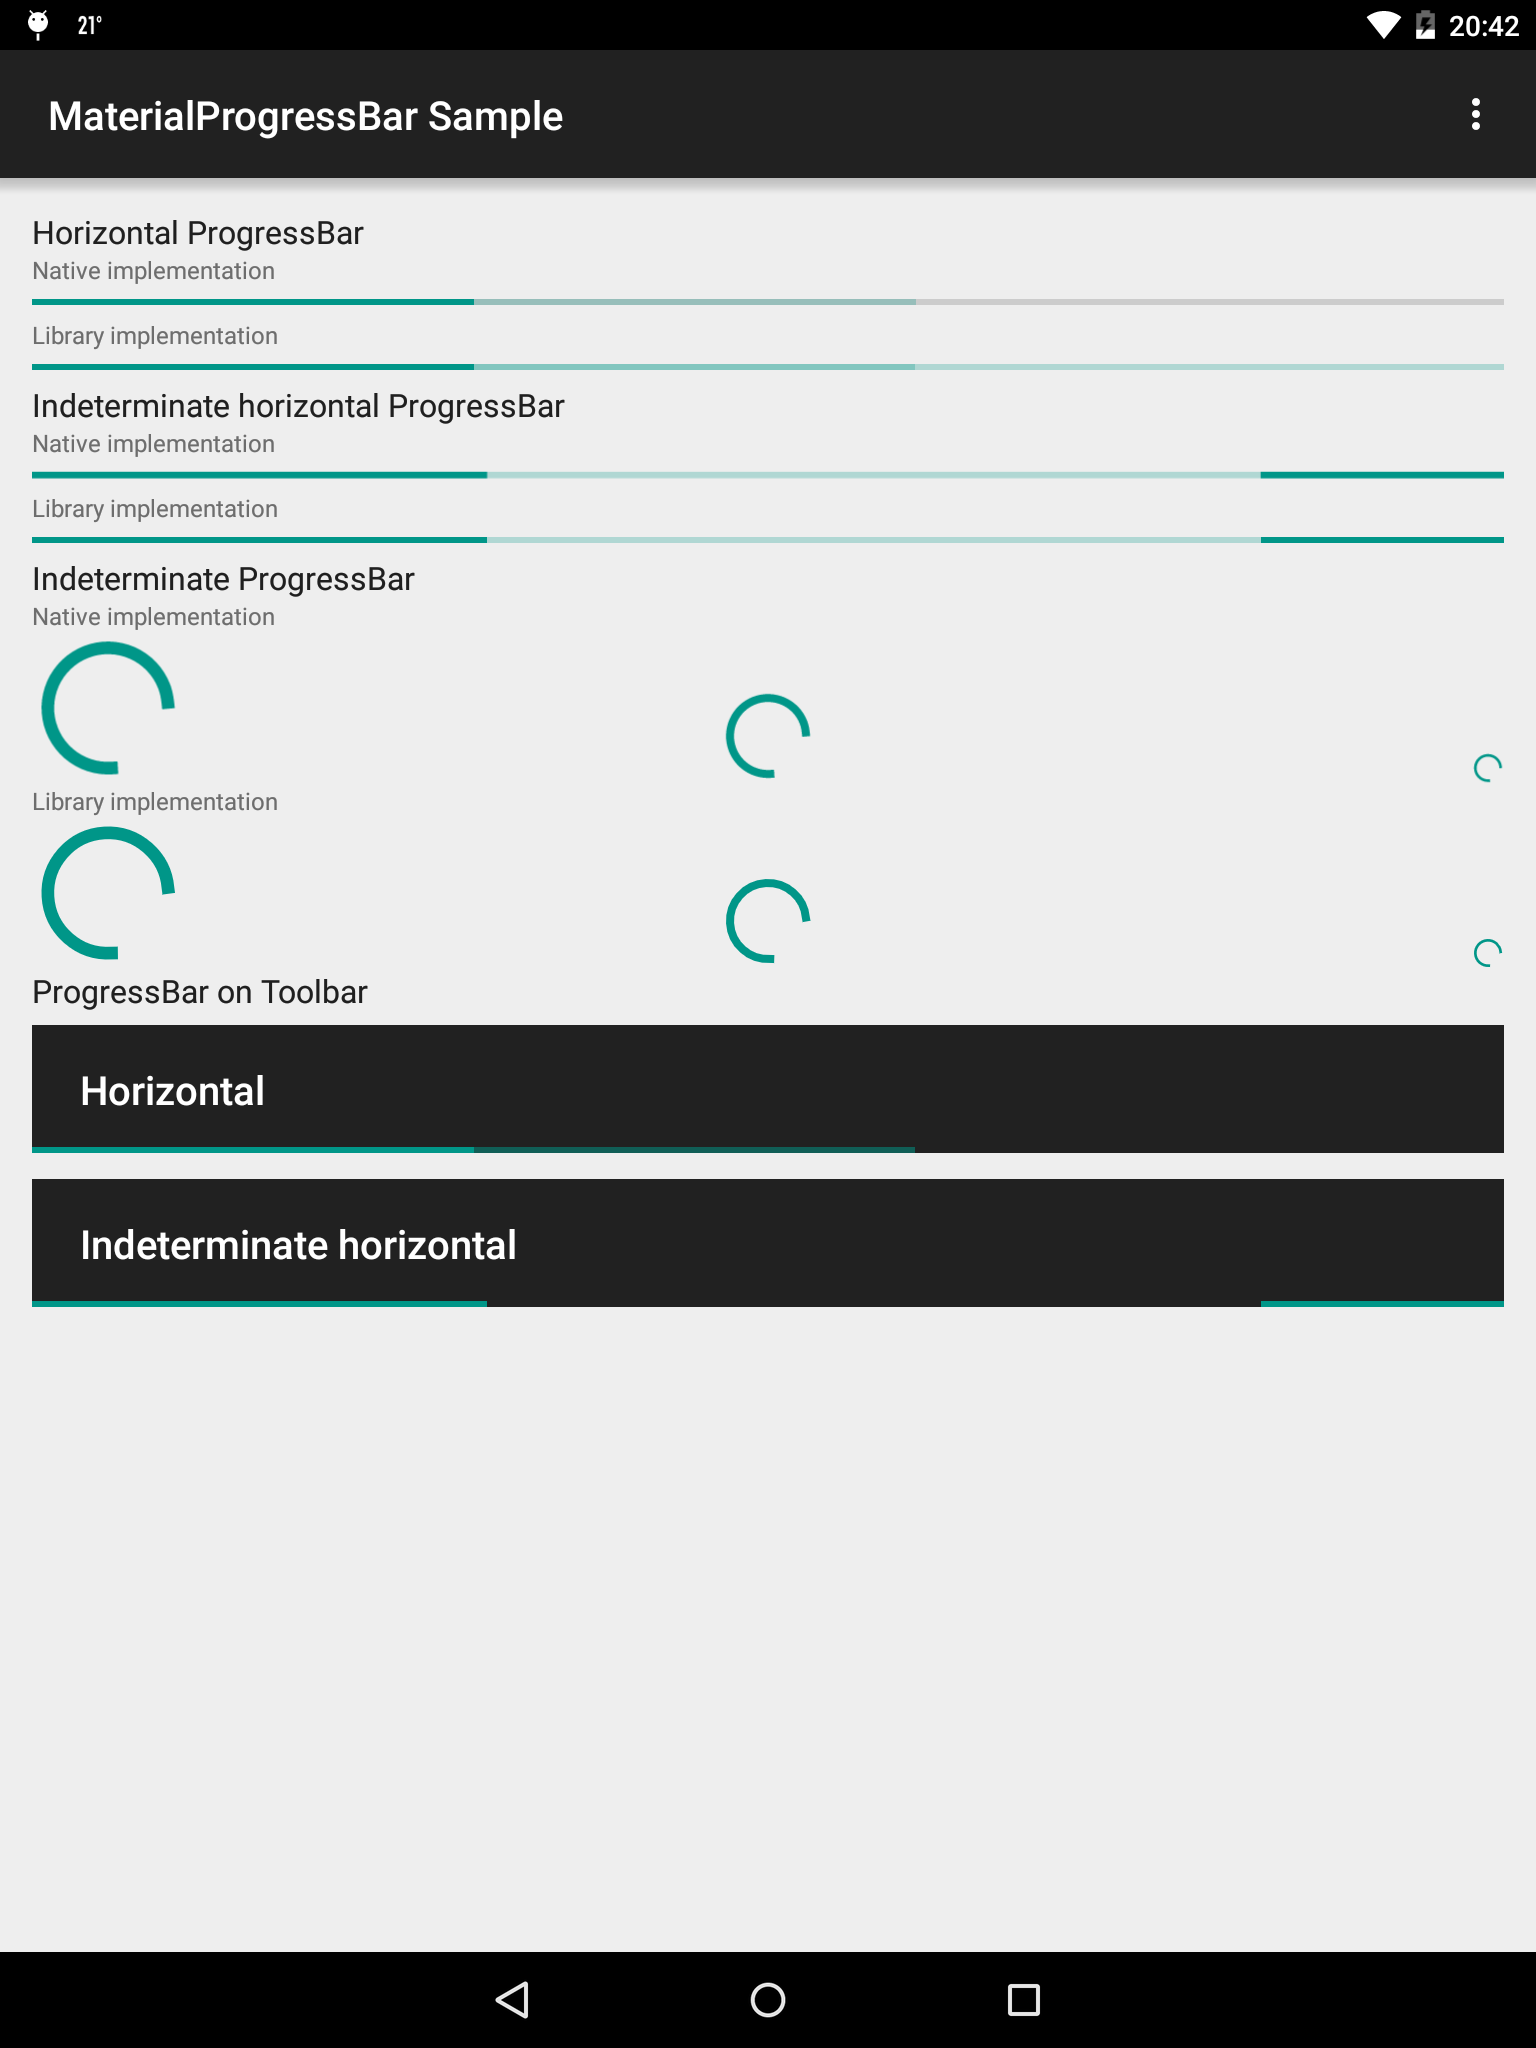 21°
20:42
MaterialProgressBar Sample
Horizontal ProgressBar
Native implementation
Library implementation
Indeterminate horizontal ProgressBar
Native implementation
Library implementation
Indeterminate ProgressBar
Native implementation
Library implementation
ProgressBar on Toolbar
Horizontal
Indeterminate horizontal